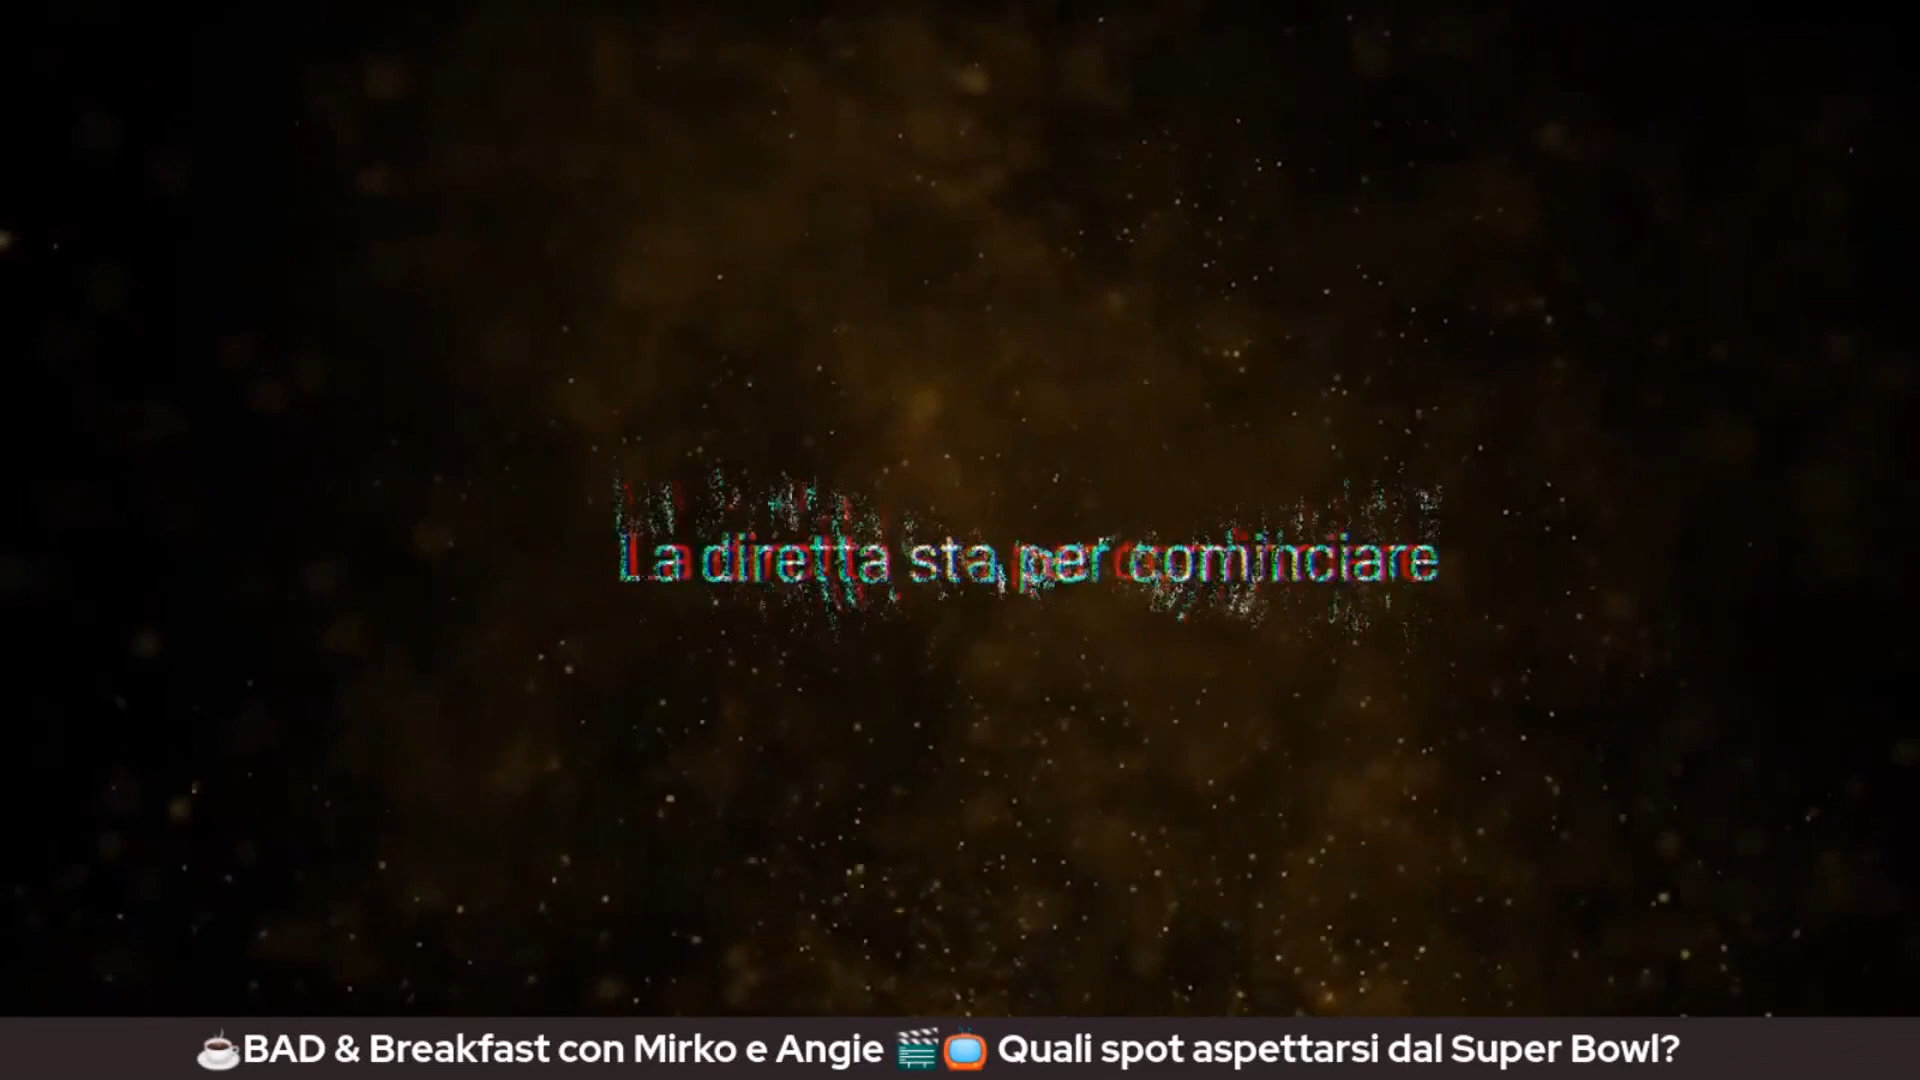 La diretta sta per cominciare
☕BAD & Breakfast con Mirko e Angie 🎬📺 Quali spot aspettarsi dal Super Bowl?